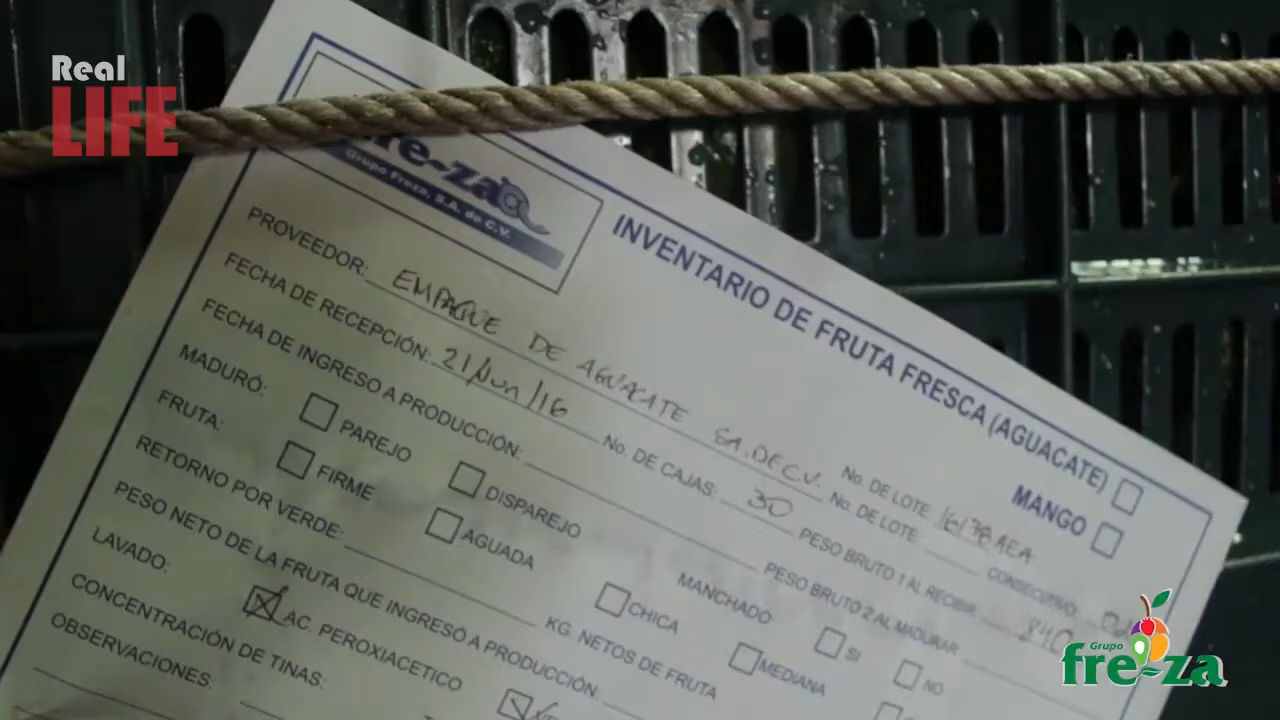 Real
LIFE
fre-za
Grupo Freza, S.A. de C.V.
INVENTARIO DE FRUTA FRESCA (AGUACATE)
MANGO
PROVEEDOR: EMPAQUE DE AGUACATE SA. DE C.V. No. DE LOTE 16178AEA
FECHA DE RECEPCIÓN: 21/Jun/16 No. DE CAJAS: 30 No. DE LOTE: CONSECUTIVO
FECHA DE INGRESO A PRODUCCIÓN: PESO BRUTO 1 AL RECIBIR 840
MADURÓ: PAREJO DISPAREJO PESO BRUTO 2 AL MADURAR
FRUTA: FIRME AGUADA MANCHADO: SI NO
RETORNO POR VERDE: CHICA MEDIANA
PESO NETO DE LA FRUTA QUE INGRESÓ A PRODUCCIÓN KG. NETOS DE FRUTA
LAVADO: AC. PEROXIACETICO
CONCENTRACIÓN DE TINAS:
OBSERVACIONES:
Grupo
fre-za